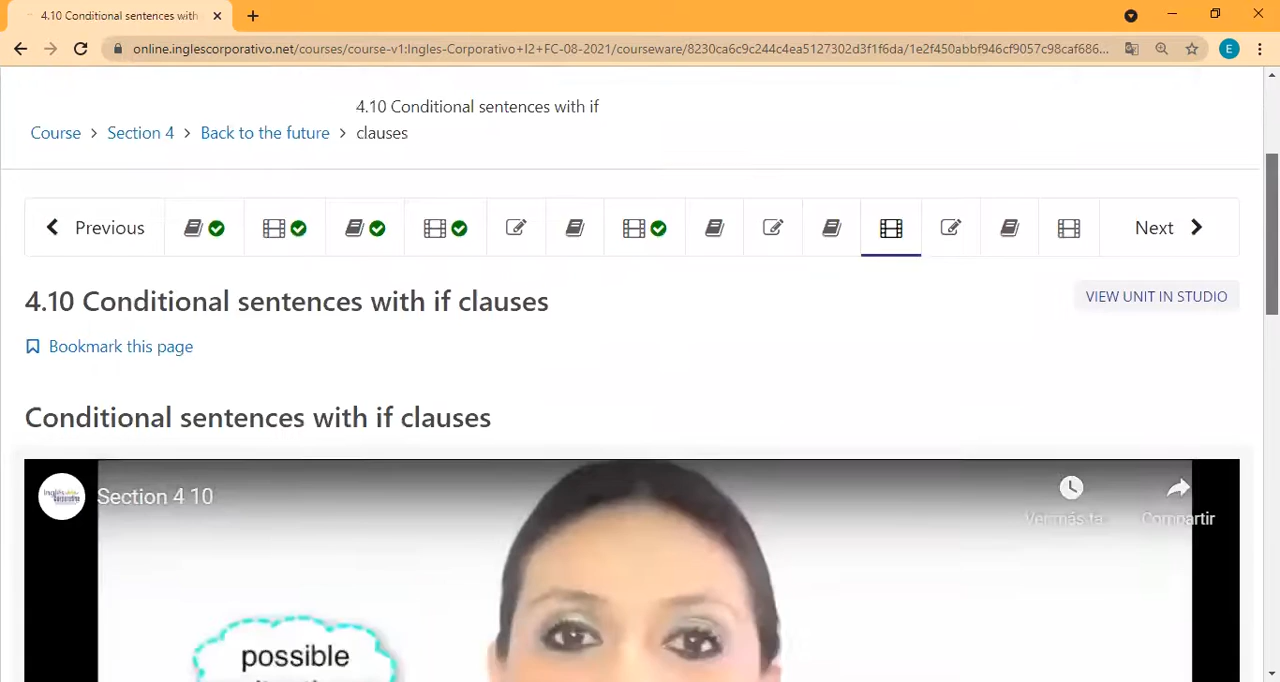 4.10 Conditional sentences with
online.inglescorporativo.net/courses/course-v1:Ingles-Corporativo+I2+FC-08-2021/courseware/8230ca6c9c244c4ea5127302d3f1f6da/1e2f450abbf946cf9057c98caf686...
E
4.10 Conditional sentences with if
Course > Section 4 > Back to the future > clauses
Previous
Next
4.10 Conditional sentences with if clauses
VIEW UNIT IN STUDIO
Bookmark this page
Conditional sentences with if clauses
Section 4 10
Ver más ta...
Compartir
possible